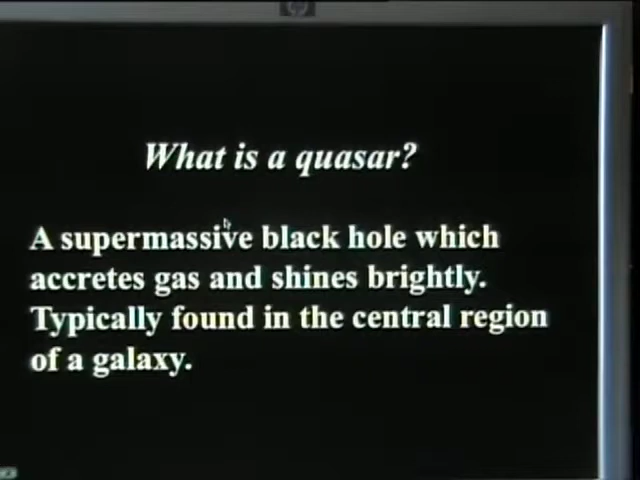 What is a quasar?
A supermassive black hole which
accretes gas and shines brightly.
Typically found in the central region
of a galaxy.